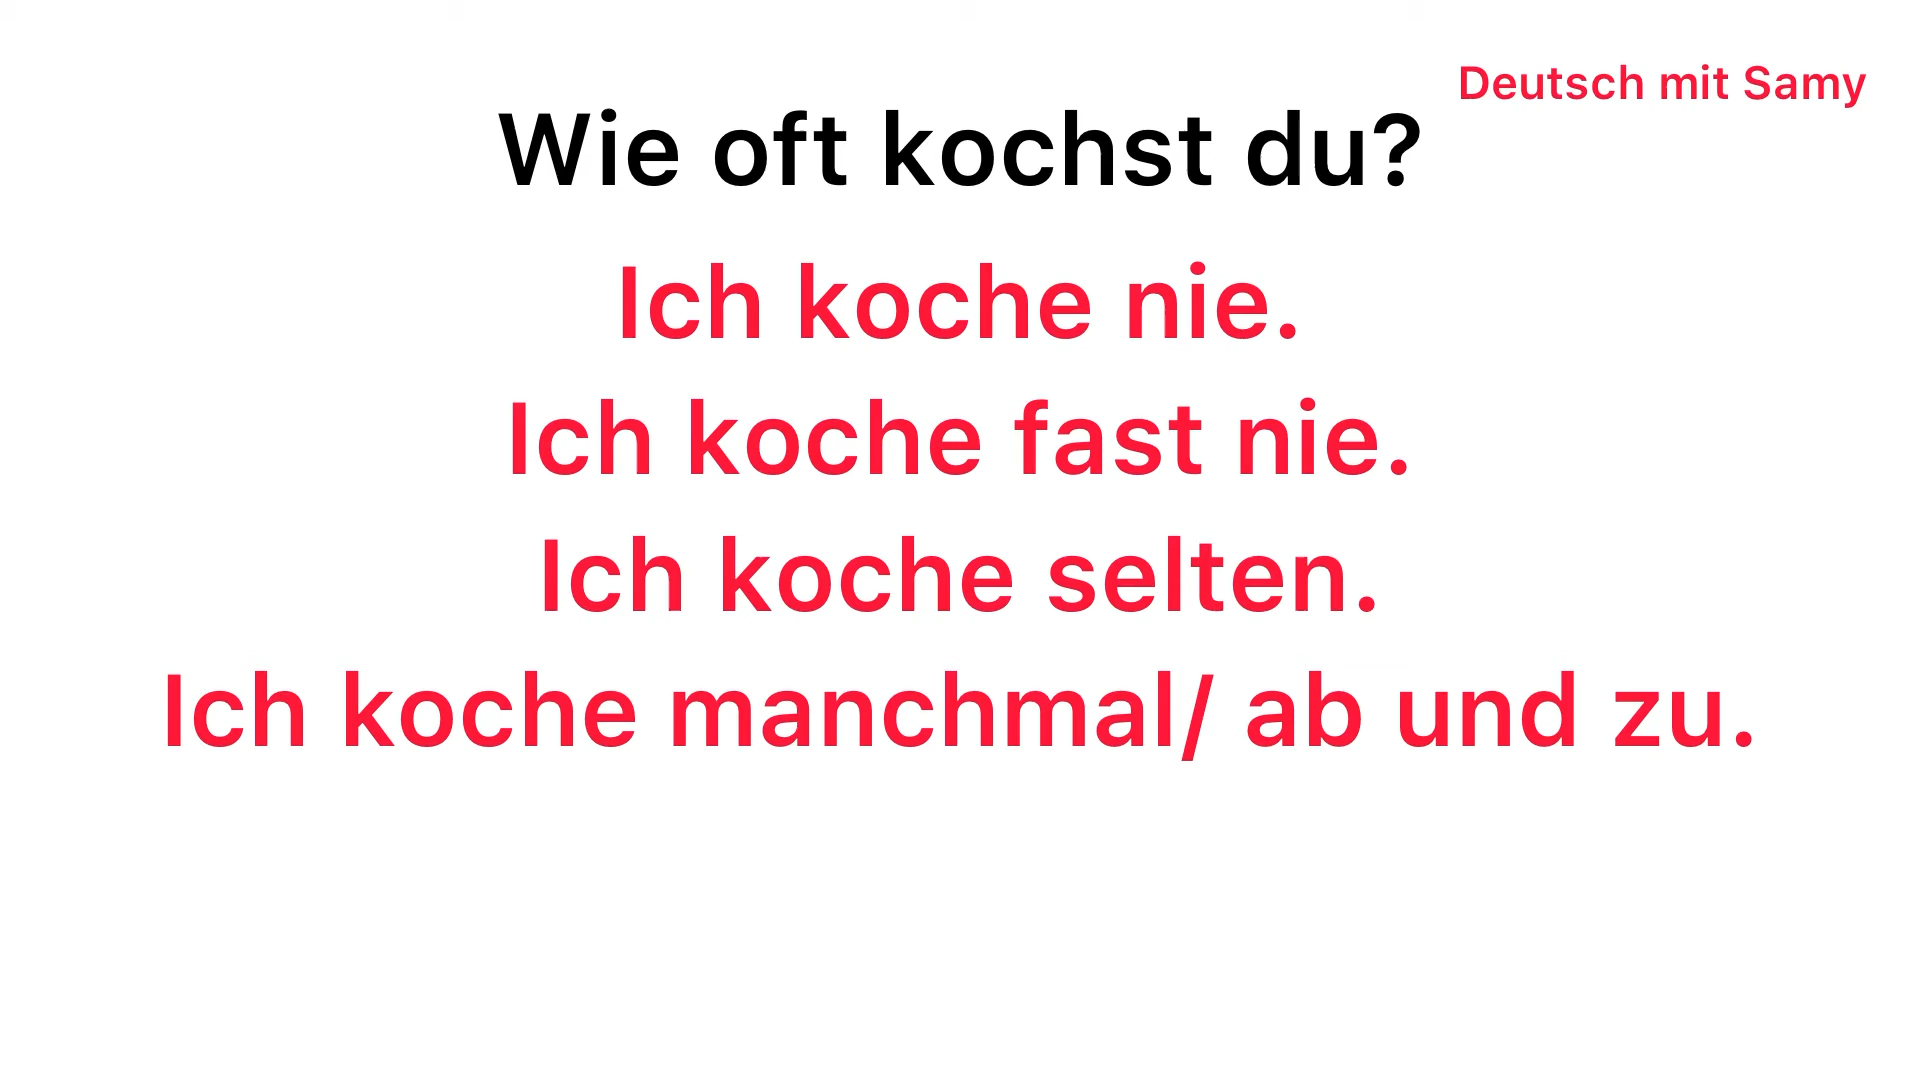 Deutsch mit Samy
Wie oft kochst du?
Ich koche nie.
Ich koche fast nie.
Ich koche selten.
Ich koche manchmal/ ab und zu.